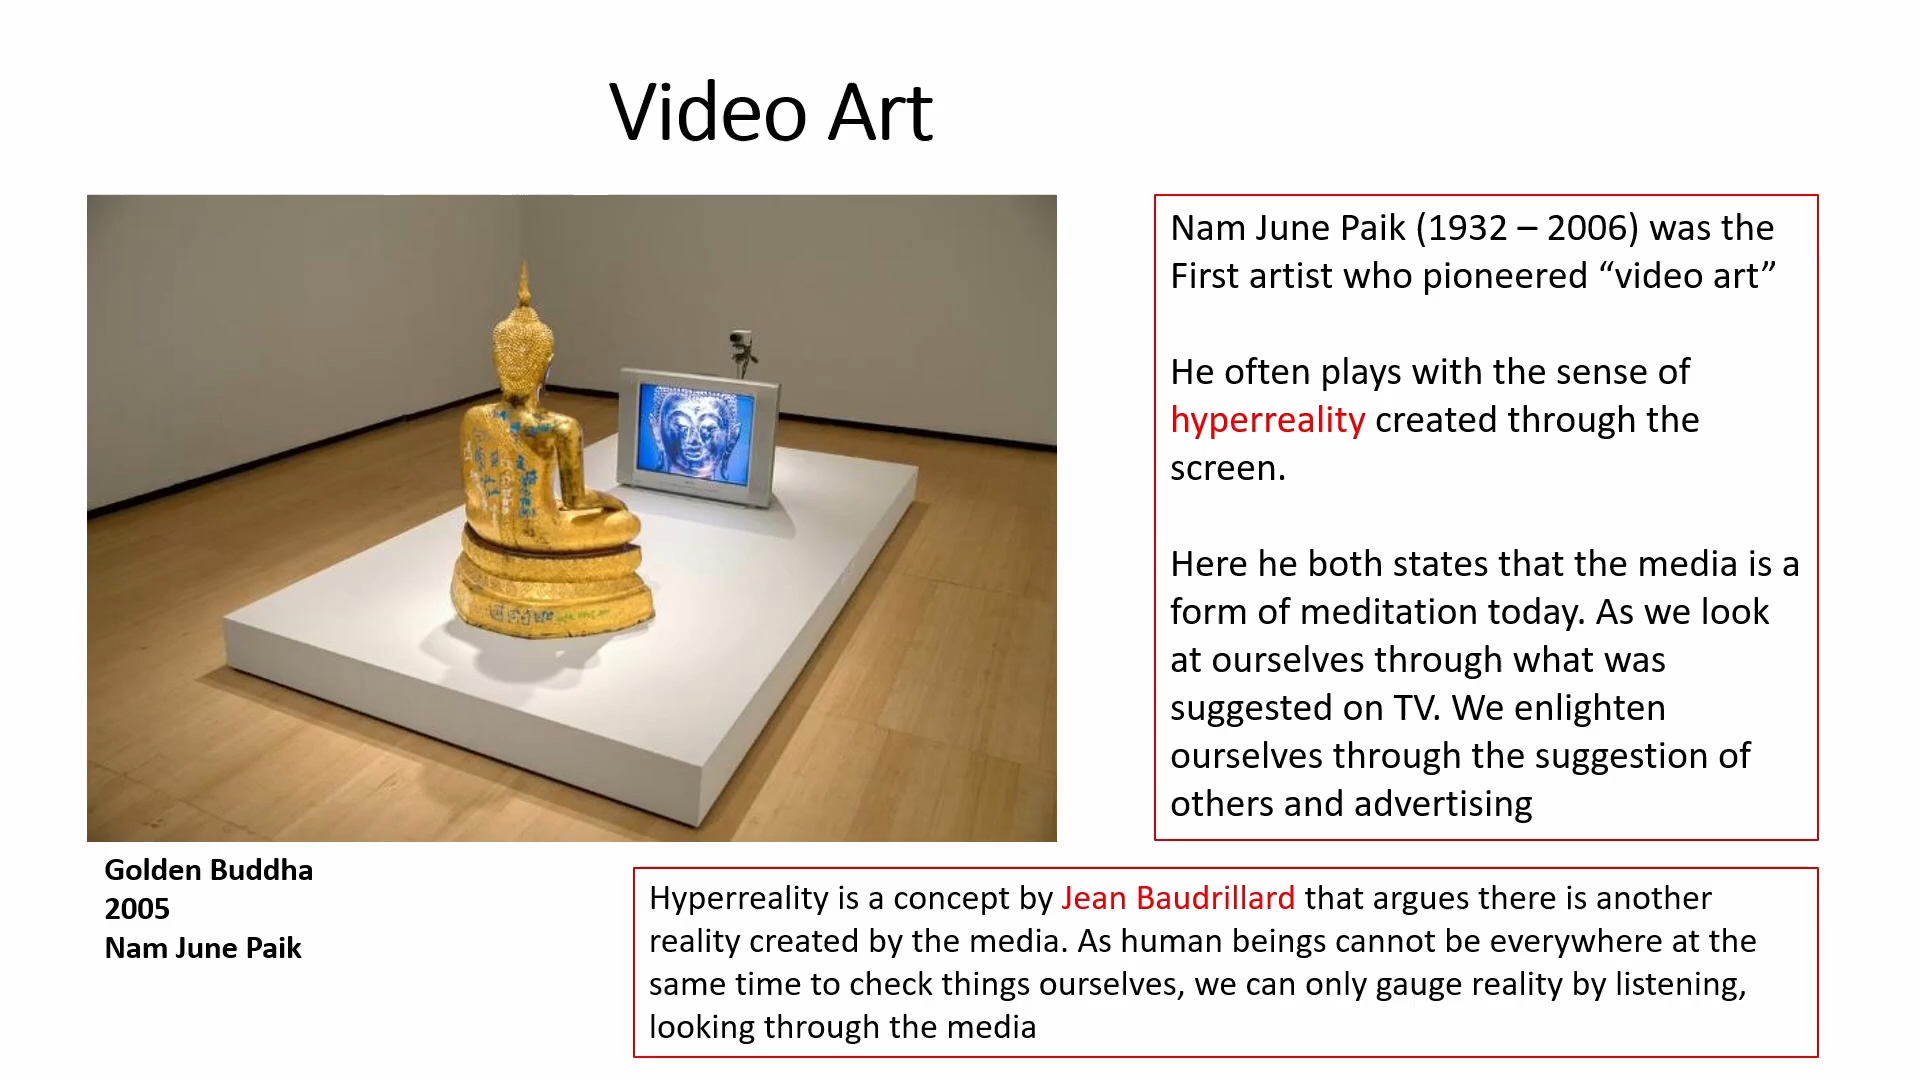 Video Art
Nam June Paik (1932 – 2006) was the
First artist who pioneered “video art”
He often plays with the sense of
hyperreality created through the
screen.
Here he both states that the media is a
form of meditation today. As we look
at ourselves through what was
suggested on TV. We enlighten
ourselves through the suggestion of
others and advertising
Golden Buddha
2005
Nam June Paik
Hyperreality is a concept by Jean Baudrillard that argues there is another
reality created by the media. As human beings cannot be everywhere at the
same time to check things ourselves, we can only gauge reality by listening,
looking through the media